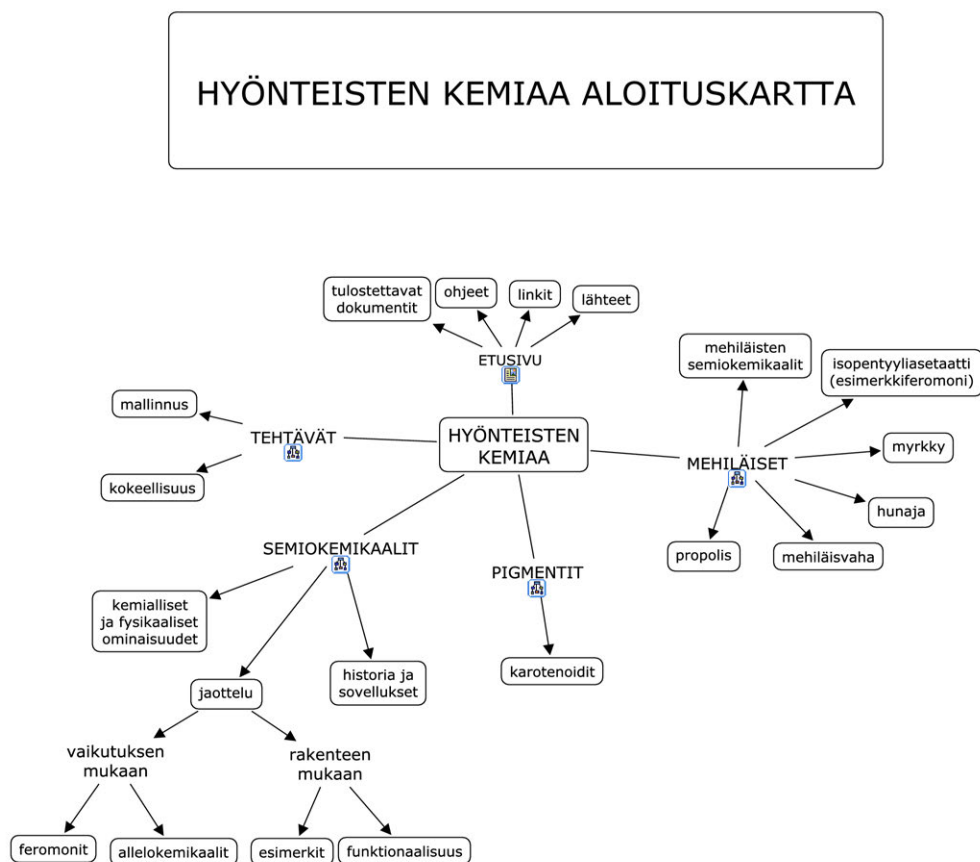 HYÖNTEISTEN KEMIAA ALOITUSKARTTA
tulostettavat
dokumentit
ohjeet
linkit
lähteet
ETUSIVU
mehiläisten
semiokemikaalit
isopentyyliasetaatti
(esimerkkiferomoni)
mallinnus
TEHTÄVÄT
HYÖNTEISTEN
KEMIAA
MEHILÄISET
myrkky
kokeellisuus
hunaja
propolis
mehiläisvaha
SEMIOKEMIKAALIT
PIGMENTIT
kemialliset
ja fysikaaliset
ominaisuudet
historia ja
sovellukset
karotenoidit
jaottelu
vaikutuksen
mukaan
rakenteen
mukaan
feromonit
allelokemikaalit
esimerkit
funktionaalisuus